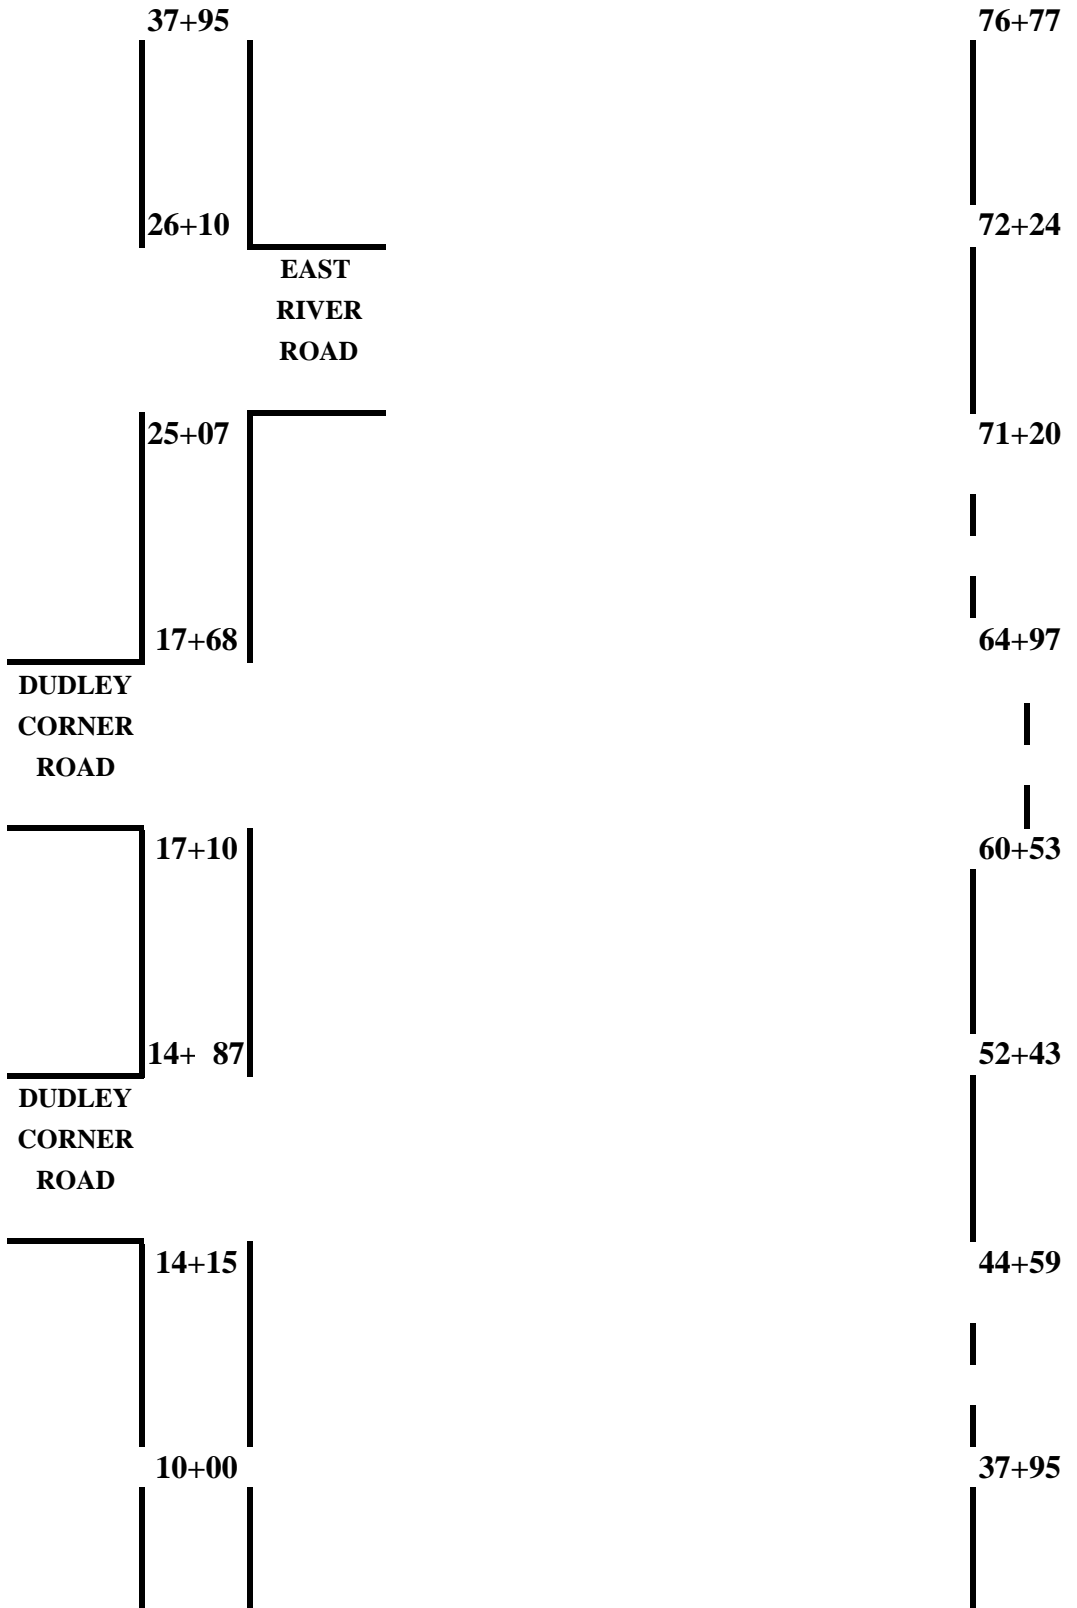 37+95
26+10
EAST
RIVER
ROAD
25+07
17+68
DUDLEY
CORNER
ROAD
17+10
14+ 87
DUDLEY
CORNER
ROAD
14+15
10+00
76+77
72+24
71+20
64+97
60+53
52+43
44+59
37+95